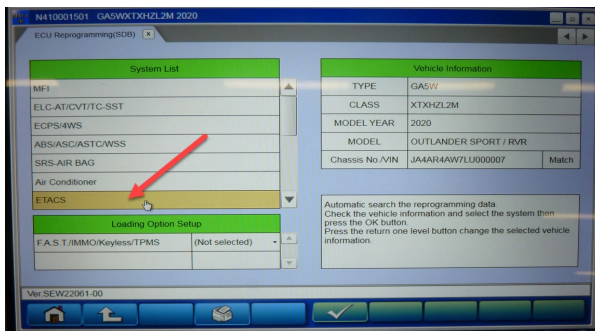 N410001501 GA5WXTXHZL2M 2020
ECU Reprogramming(SDB)
System List
MFI
ELC-AT/CVT/TC-SST
ECPS/4WS
ABS/ASC/ASTC/WSS
SRS-AIR BAG
Air Conditioner
ETACS
Loading Option Setup
F.A.S.T./IMMO/Keyless/TPMS (Not selected)
Vehicle Information
TYPE GA5W
CLASS XTXHZL2M
MODEL YEAR 2020
MODEL OUTLANDER SPORT / RVR
Chassis No./VIN JA4AR4AW7LU000007 Match
Automatic search the reprogramming data.
Check the vehicle information and select the system then
press the OK button.
Press the return one level button change the selected vehicle
information.
Ver.SEW22061-00